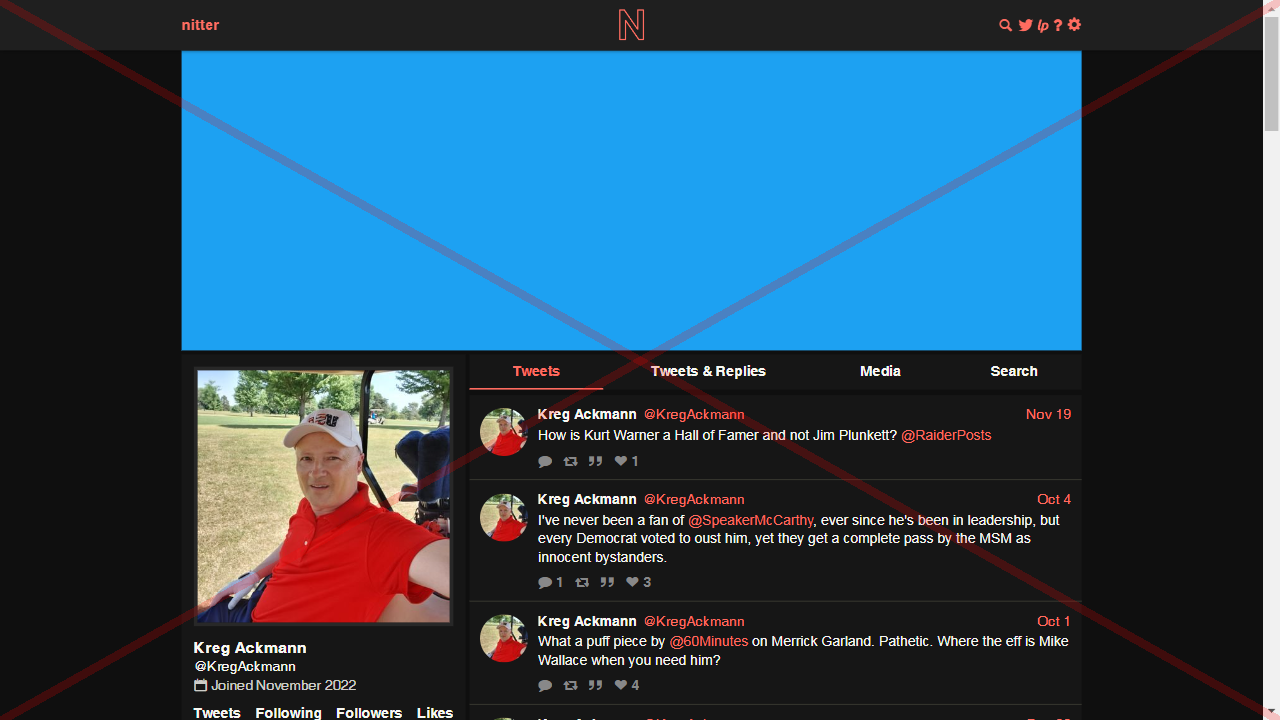 nitter
N
lp ?
Tweets Tweets & Replies Media Search
Kreg Ackmann @KregAckmann Nov 19
How is Kurt Warner a Hall of Famer and not Jim Plunkett? @RaiderPosts
1
Kreg Ackmann @KregAckmann Oct 4
I've never been a fan of @SpeakerMcCarthy, ever since he's been in leadership, but
every Democrat voted to oust him, yet they get a complete pass by the MSM as
innocent bystanders.
1 3
Kreg Ackmann @KregAckmann Oct 1
What a puff piece by @60Minutes on Merrick Garland. Pathetic. Where the eff is Mike
Wallace when you need him?
4
Kreg Ackmann
@KregAckmann
Joined November 2022
Tweets Following Followers Likes